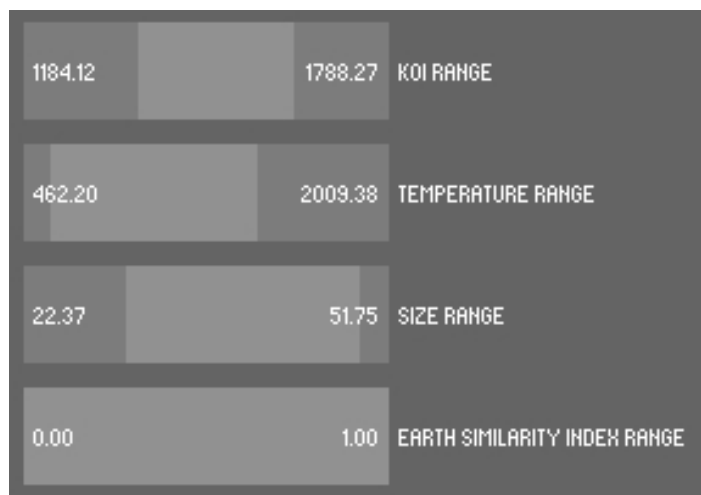 1184.12 1788.27 KOI RANGE
462.20 2009.38 TEMPERATURE RANGE
22.37 51.75 SIZE RANGE
0.00 1.00 EARTH SIMILARITY INDEX RANGE